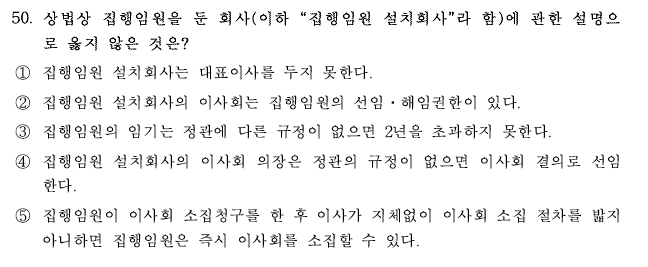 50. 상법상 집행임원을 둔 회사(이하 “집행임원 설치회사”라 함)에 관한 설명으
로 옳지 않은 것은?
① 집행임원 설치회사는 대표이사를 두지 못한다.
② 집행임원 설치회사의 이사회는 집행임원의 선임・해임권한이 있다.
③ 집행임원의 임기는 정관에 다른 규정이 없으면 2년을 초과하지 못한다.
④ 집행임원 설치회사의 이사회 의장은 정관의 규정이 없으면 이사회 결의로 선임
한다.
⑤ 집행임원이 이사회 소집청구를 한 후 이사가 지체없이 이사회 소집 절차를 밟지
아니하면 집행임원은 즉시 이사회를 소집할 수 있다.